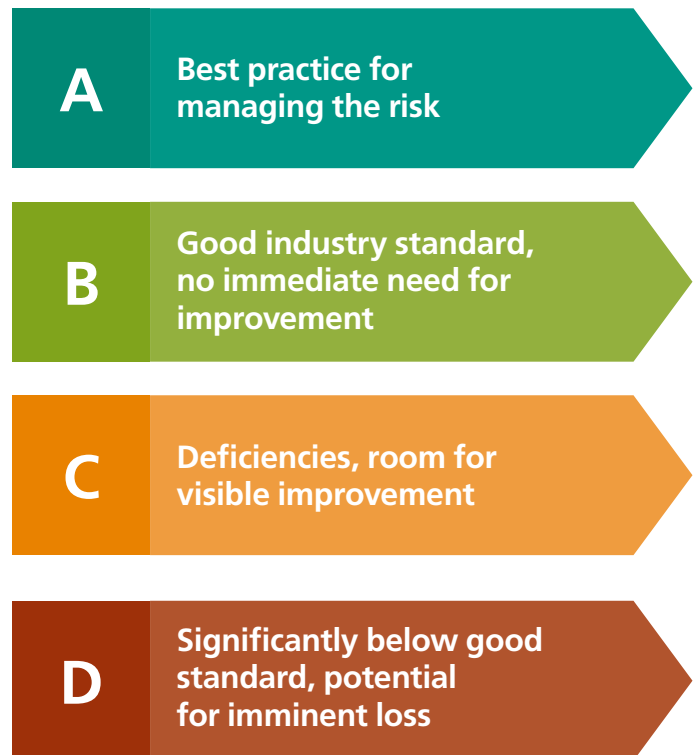 A
Best practice for
managing the risk
B
Good industry standard,
no immediate need for
improvement
C
Deficiencies, room for
visible improvement
D
Significantly below good
standard, potential
for imminent loss